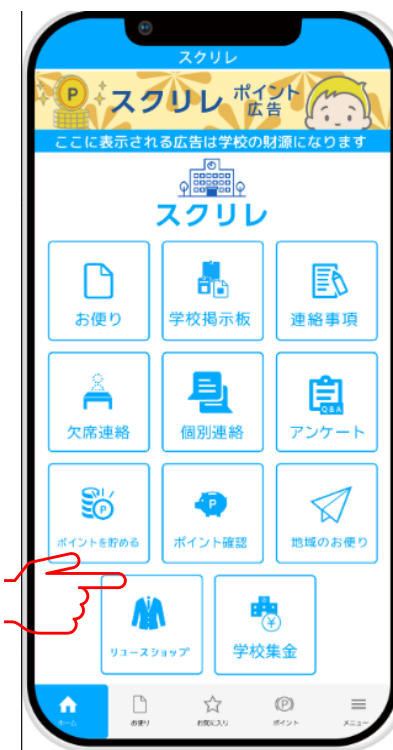 スクリレ
P
スクリレ ポイント広告
ここに表示される広告は学校の財源になります
スクリレ
お便り
学校掲示板
連絡事項
欠席連絡
個別連絡
Q&A
アンケート
P
P
ポイントを貯める
ポイント確認
地域のお便り
¥
リユースショップ
学校集金
P
ホーム
お便り
お気に入り
ポイント
メニュー